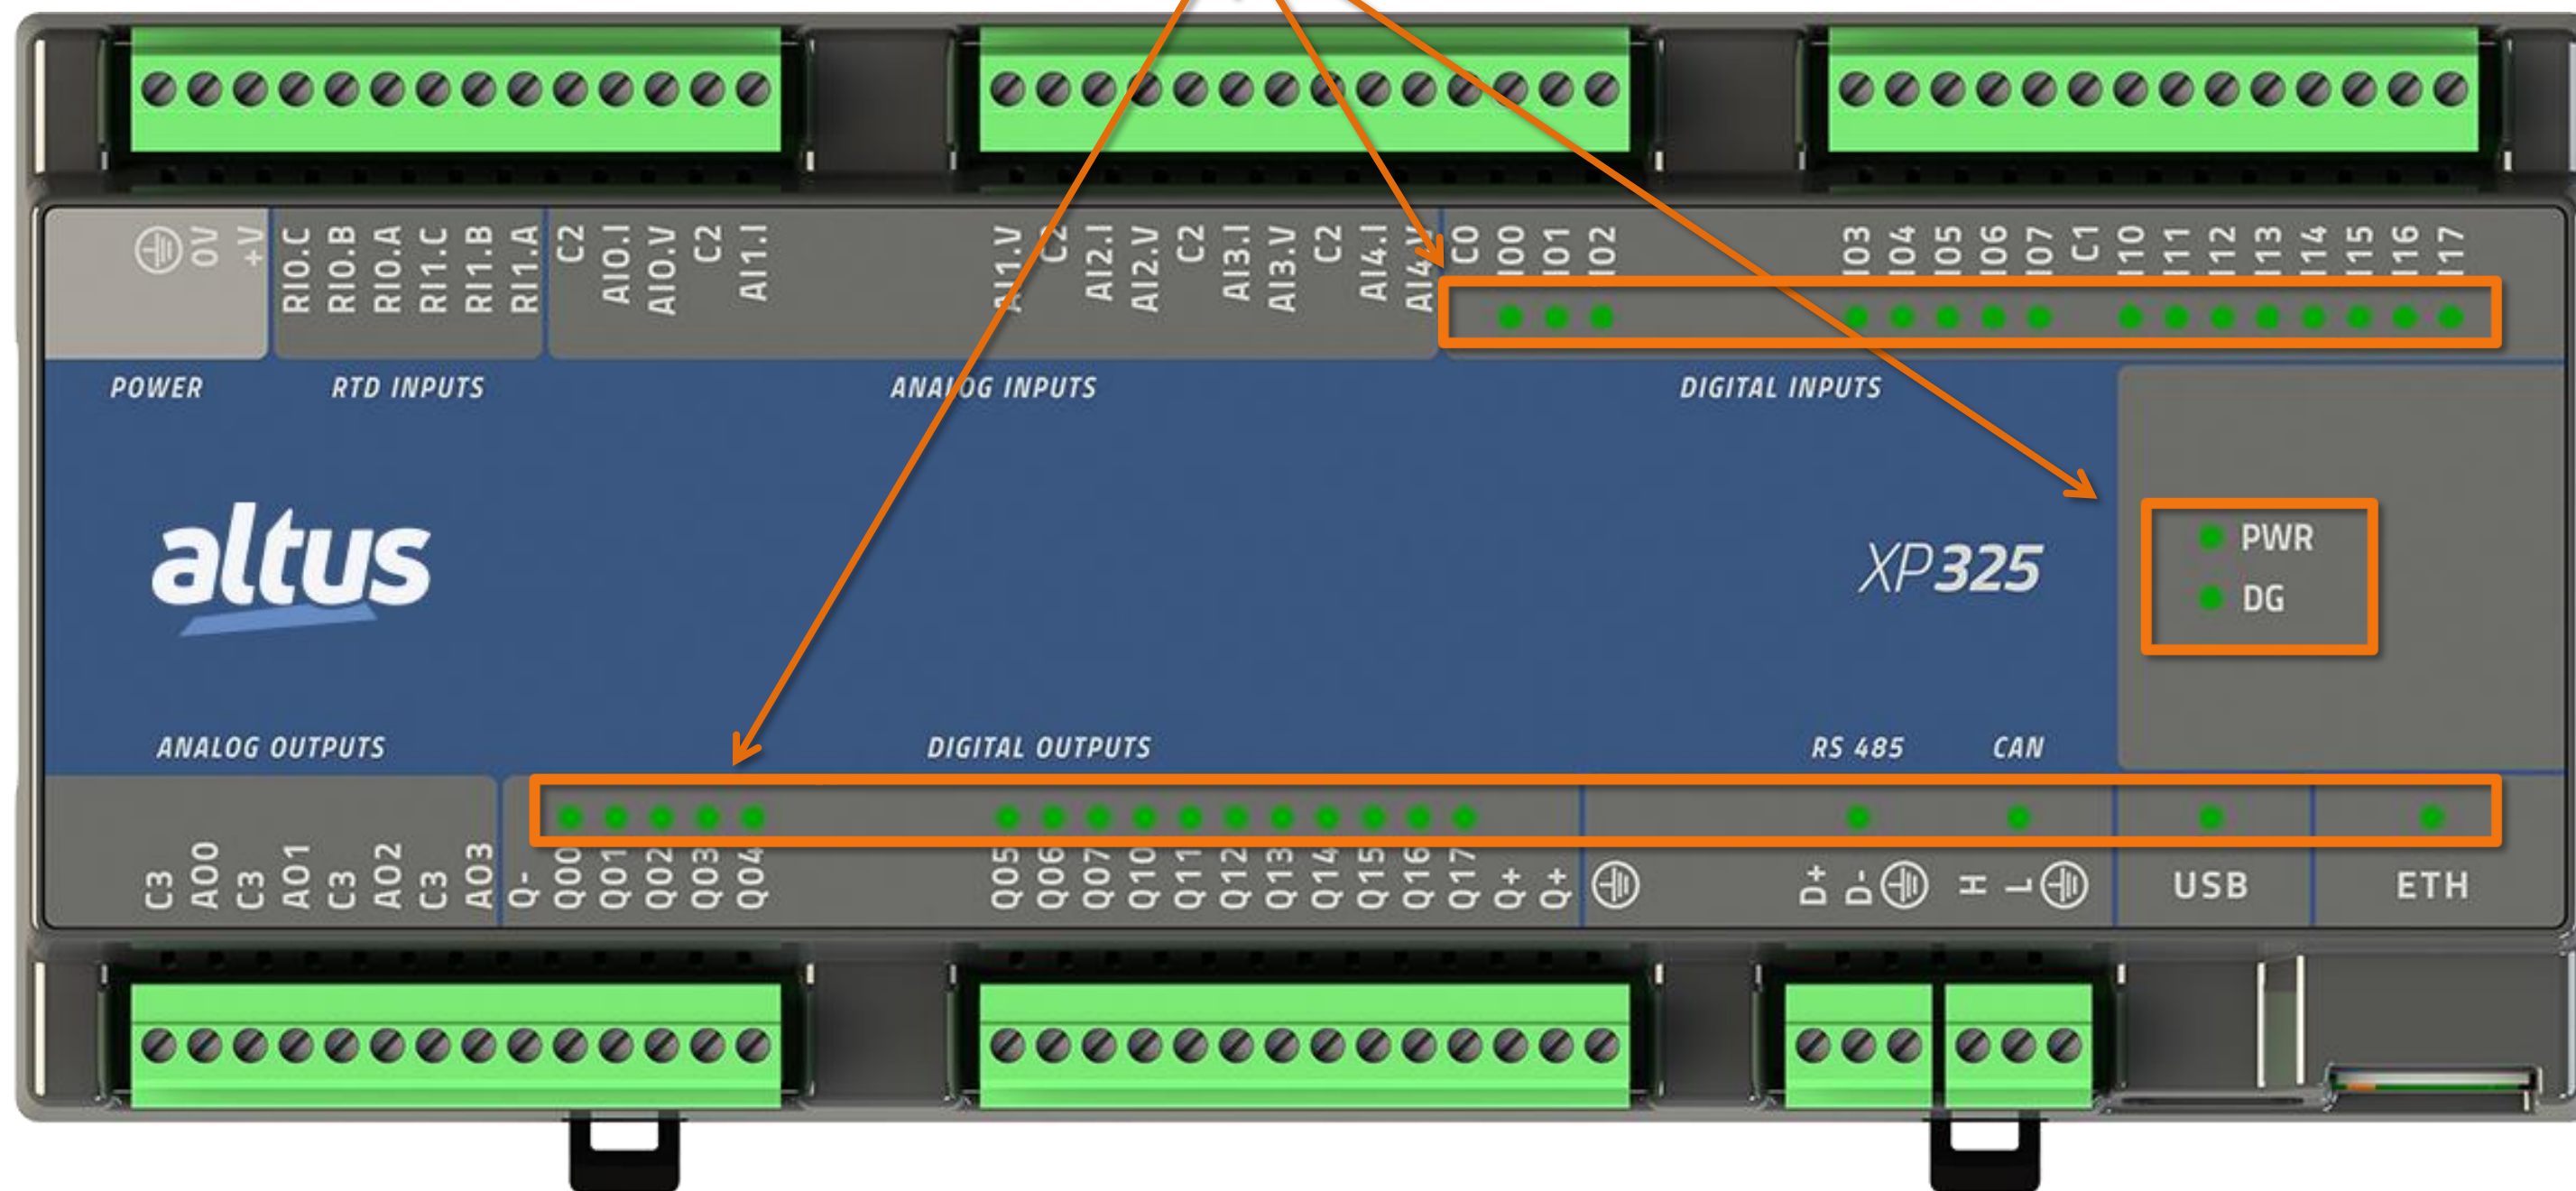 0V
+V
RI0.C
RI0.B
RI0.A
RI1.C
RI1.B
RI1.A
C2
AI0.I
AI0.V
C2
AI1.I
AI1.V
C2
AI2.I
AI2.V
C2
AI3.I
AI3.V
C2
AI4.I
AI4.V
C0
I00
I01
I02
I03
I04
I05
I06
I07
C1
I10
I11
I12
I13
I14
I15
I16
I17
POWER
RTD INPUTS
ANALOG INPUTS
DIGITAL INPUTS
altus
XP325
PWR
DG
ANALOG OUTPUTS
DIGITAL OUTPUTS
RS 485
CAN
C3
AO0
C3
AO1
C3
AO2
C3
AO3
Q-
Q00
Q01
Q02
Q03
Q04
Q05
Q06
Q07
Q10
Q11
Q12
Q13
Q14
Q15
Q16
Q17
Q+
Q+
D+
D-
H
L
USB
ETH